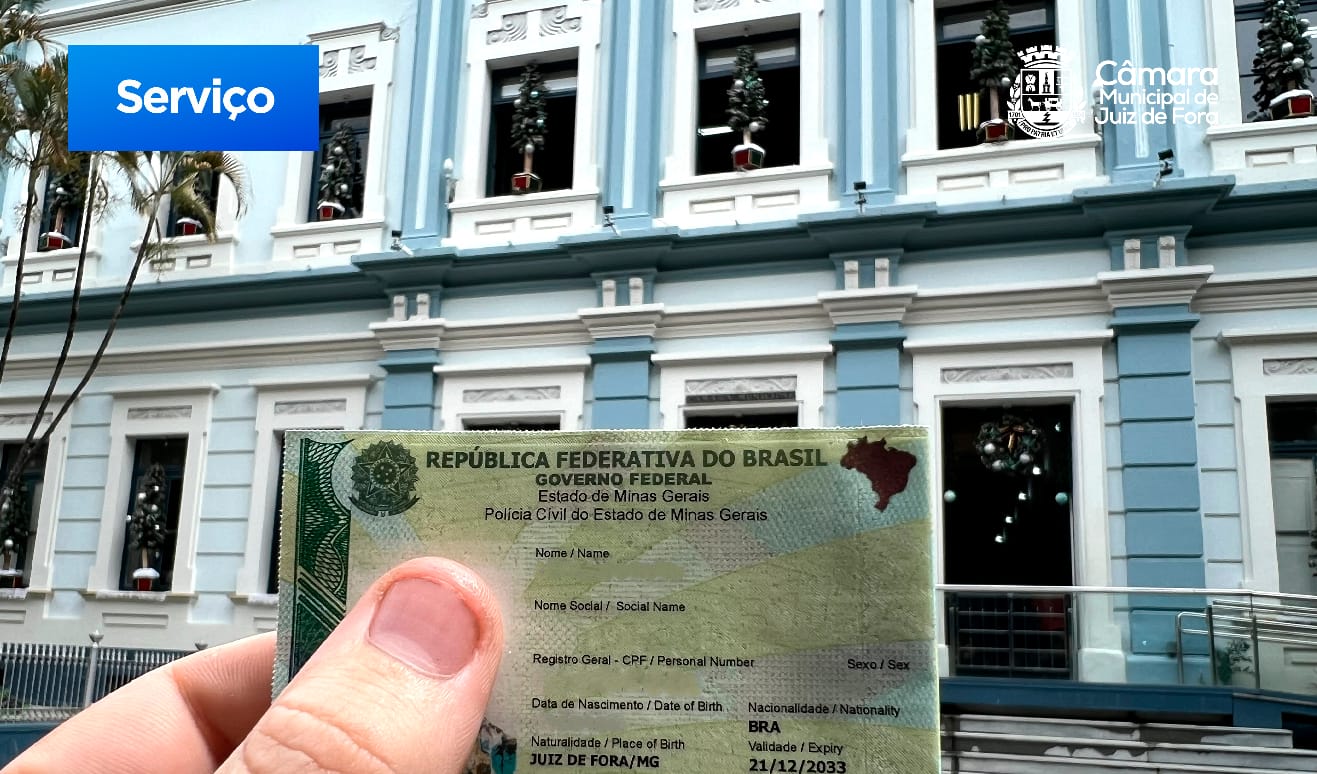 Serviço
Câmara
Municipal de
Juiz de Fora
REPÚBLICA FEDERATIVA DO BRASIL
GOVERNO FEDERAL
Estado de Minas Gerais
Polícia Civil do Estado de Minas Gerais
Nome / Name
Nome Social / Social Name
Registro Geral - CPF / Personal Number
Sexo / Sex
Data de Nascimento / Date of Birth
Nacionalidade / Nationality
BRA
Naturalidade / Place of Birth
JUIZ DE FORA/MG
Validade / Expiry
21/12/2033